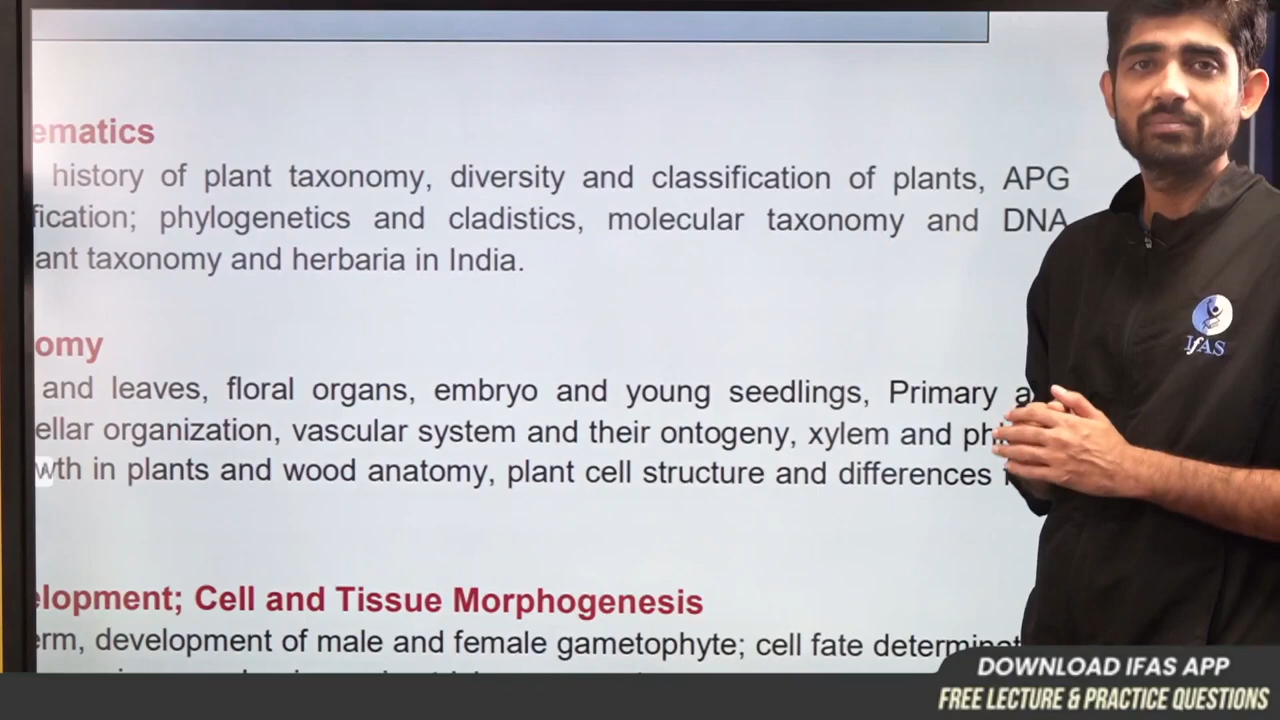 ematics
history of plant taxonomy, diversity and classification of plants, APG
fication; phylogenetics and cladistics, molecular taxonomy and DNA
ant taxonomy and herbaria in India.
omy
and leaves, floral organs, embryo and young seedlings, Primary a
ellar organization, vascular system and their ontogeny, xylem and ph
wth in plants and wood anatomy, plant cell structure and differences
elopment; Cell and Tissue Morphogenesis
erm, development of male and female gametophyte; cell fate determinat
IFAS
DOWNLOAD IFAS APP
FREE LECTURE & PRACTICE QUESTIONS